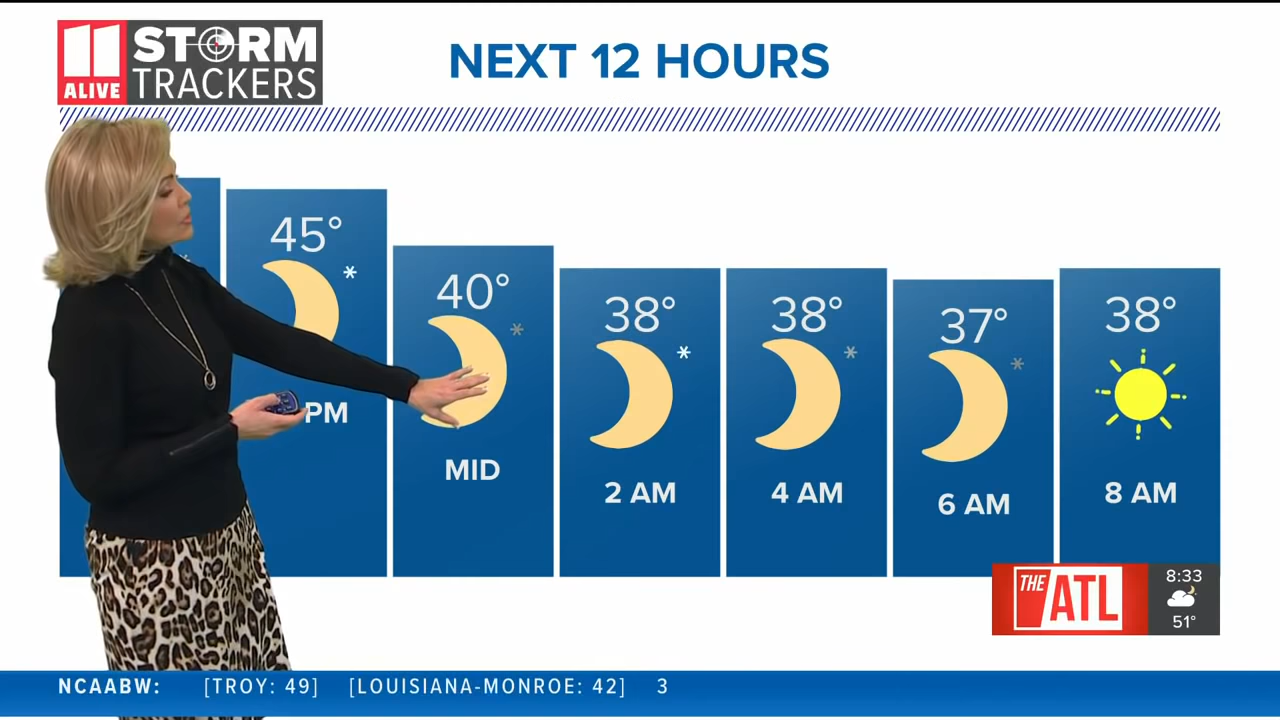 11 ALIVE
STORM
TRACKERS
NEXT 12 HOURS
45°
40°
38°
38°
37°
38°
PM
MID
2 AM
4 AM
6 AM
8 AM
THE ATL
8:33
51°
NCAABW: [TROY: 49] [LOUISIANA-MONROE: 42] 3